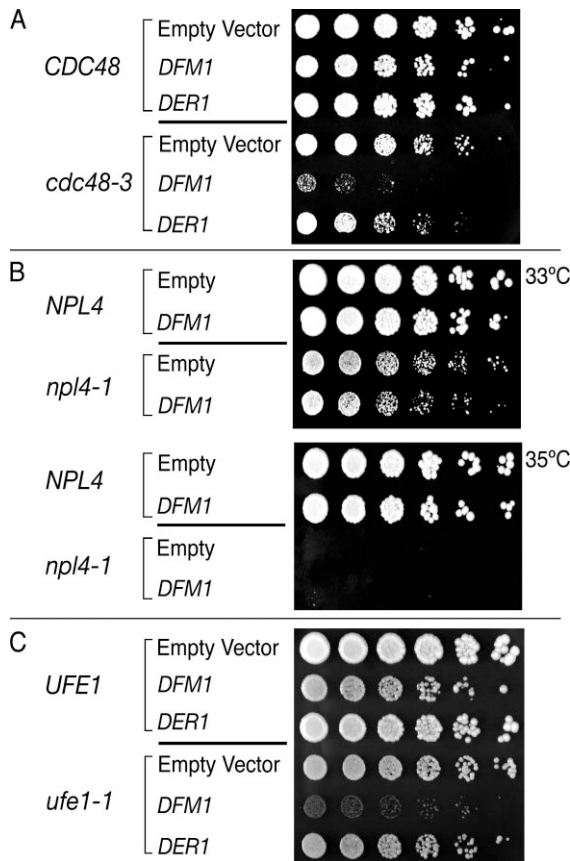 A
CDC48
Empty Vector
DFM1
DER1
cdc48-3
Empty Vector
DFM1
DER1
B
NPL4
Empty
DFM1
33ºC
npl4-1
Empty
DFM1
NPL4
Empty
DFM1
35ºC
npl4-1
Empty
DFM1
C
UFE1
Empty Vector
DFM1
DER1
ufe1-1
Empty Vector
DFM1
DER1